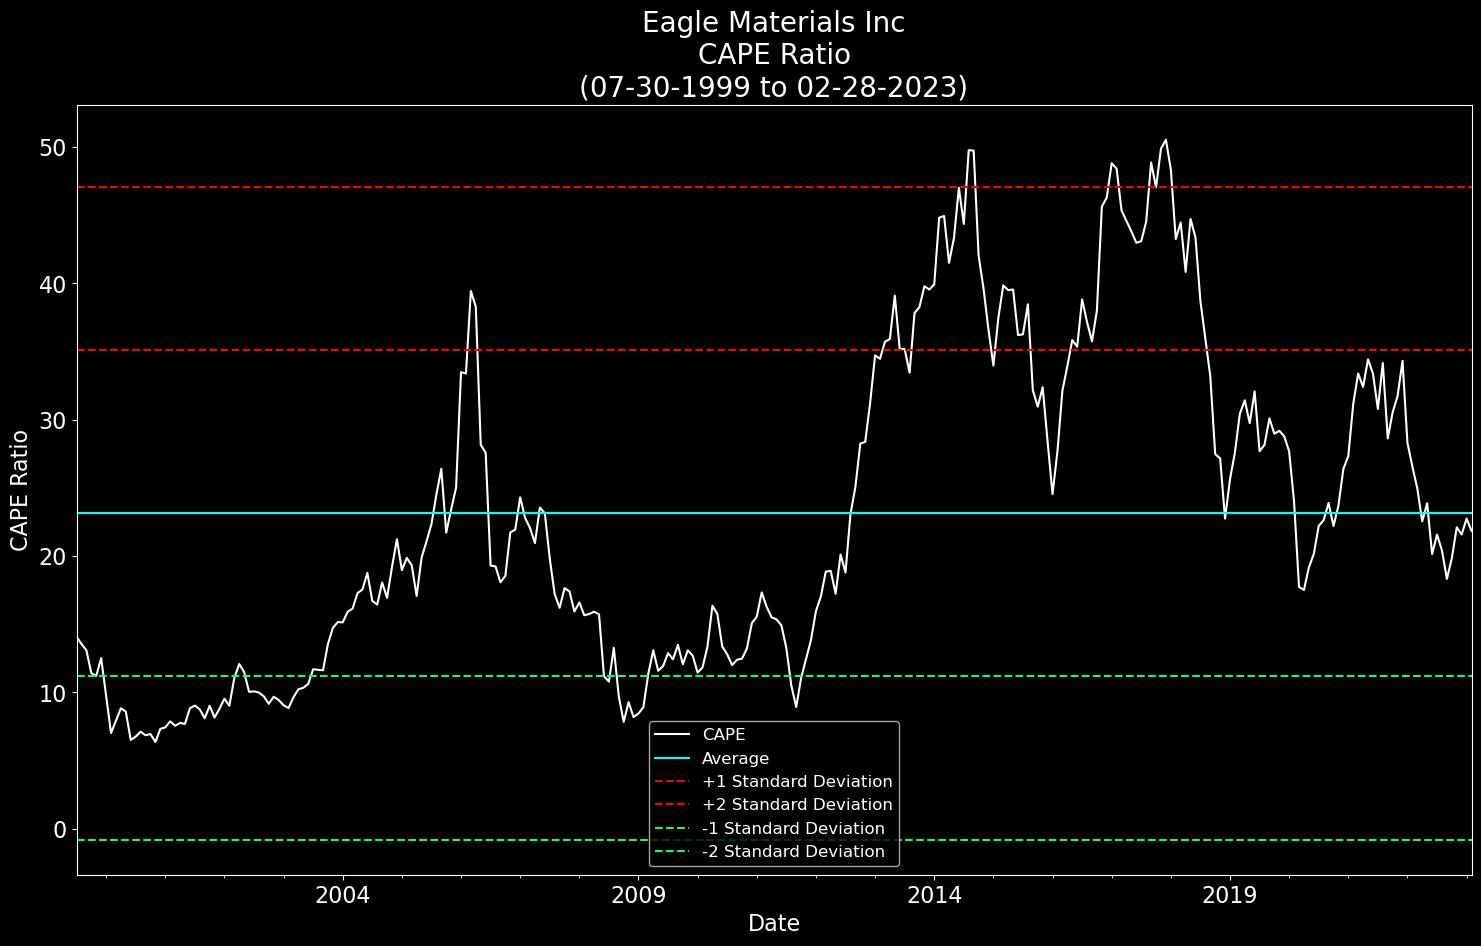 Eagle Materials Inc
CAPE Ratio
(07-30-1999 to 02-28-2023)
50
40
30
20
10
0
CAPE Ratio
CAPE
Average
+1 Standard Deviation
+2 Standard Deviation
-1 Standard Deviation
-2 Standard Deviation
2004
2009
2014
2019
Date